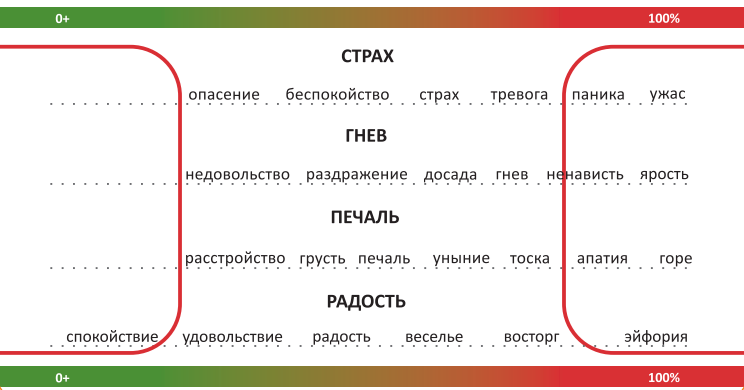 0+ 100%
СТРАХ
опасение беспокойство страх тревога паника ужас
ГНЕВ
недовольство раздражение досада гнев ненависть ярость
ПЕЧАЛЬ
расстройство грусть печаль уныние тоска апатия горе
РАДОСТЬ
спокойствие удовольствие радость веселье восторг эйфория
0+ 100%